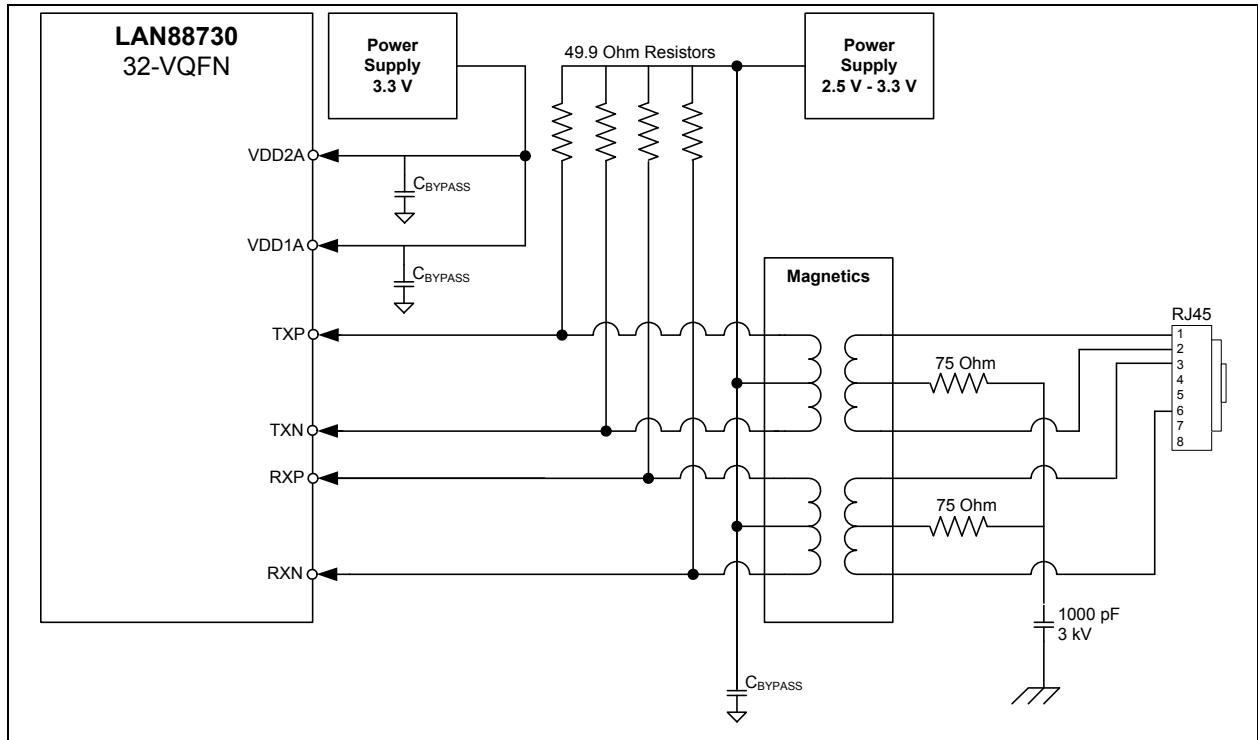 LAN88730
32-VQFN
Power
Supply
3.3 V
49.9 Ohm Resistors
Power
Supply
2.5 V - 3.3 V
VDD2A
CBYPASS
VDD1A
CBYPASS
Magnetics
TXP
RJ45
1
2
3
4
5
6
7
8
75 Ohm
TXN
RXP
75 Ohm
RXN
1000 pF
3 kV
CBYPASS